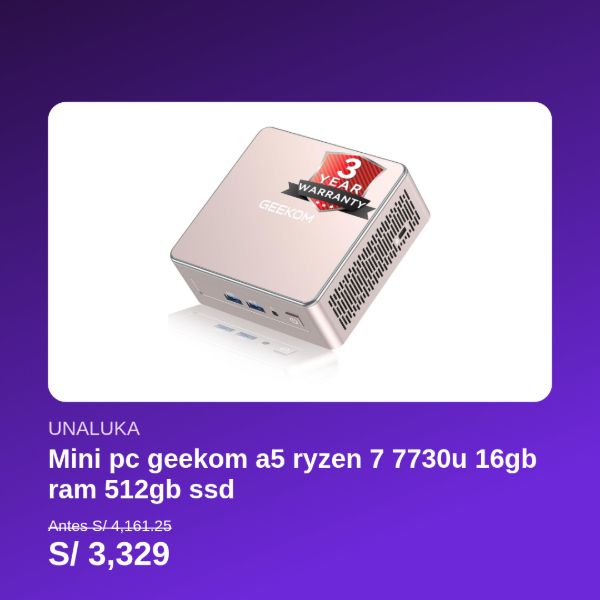 3
YEAR
WARRANTY
GEEKOM
UNALUKA
Mini pc geekom a5 ryzen 7 7730u 16gb
ram 512gb ssd
Antes S/ 4,161.25
S/ 3,329